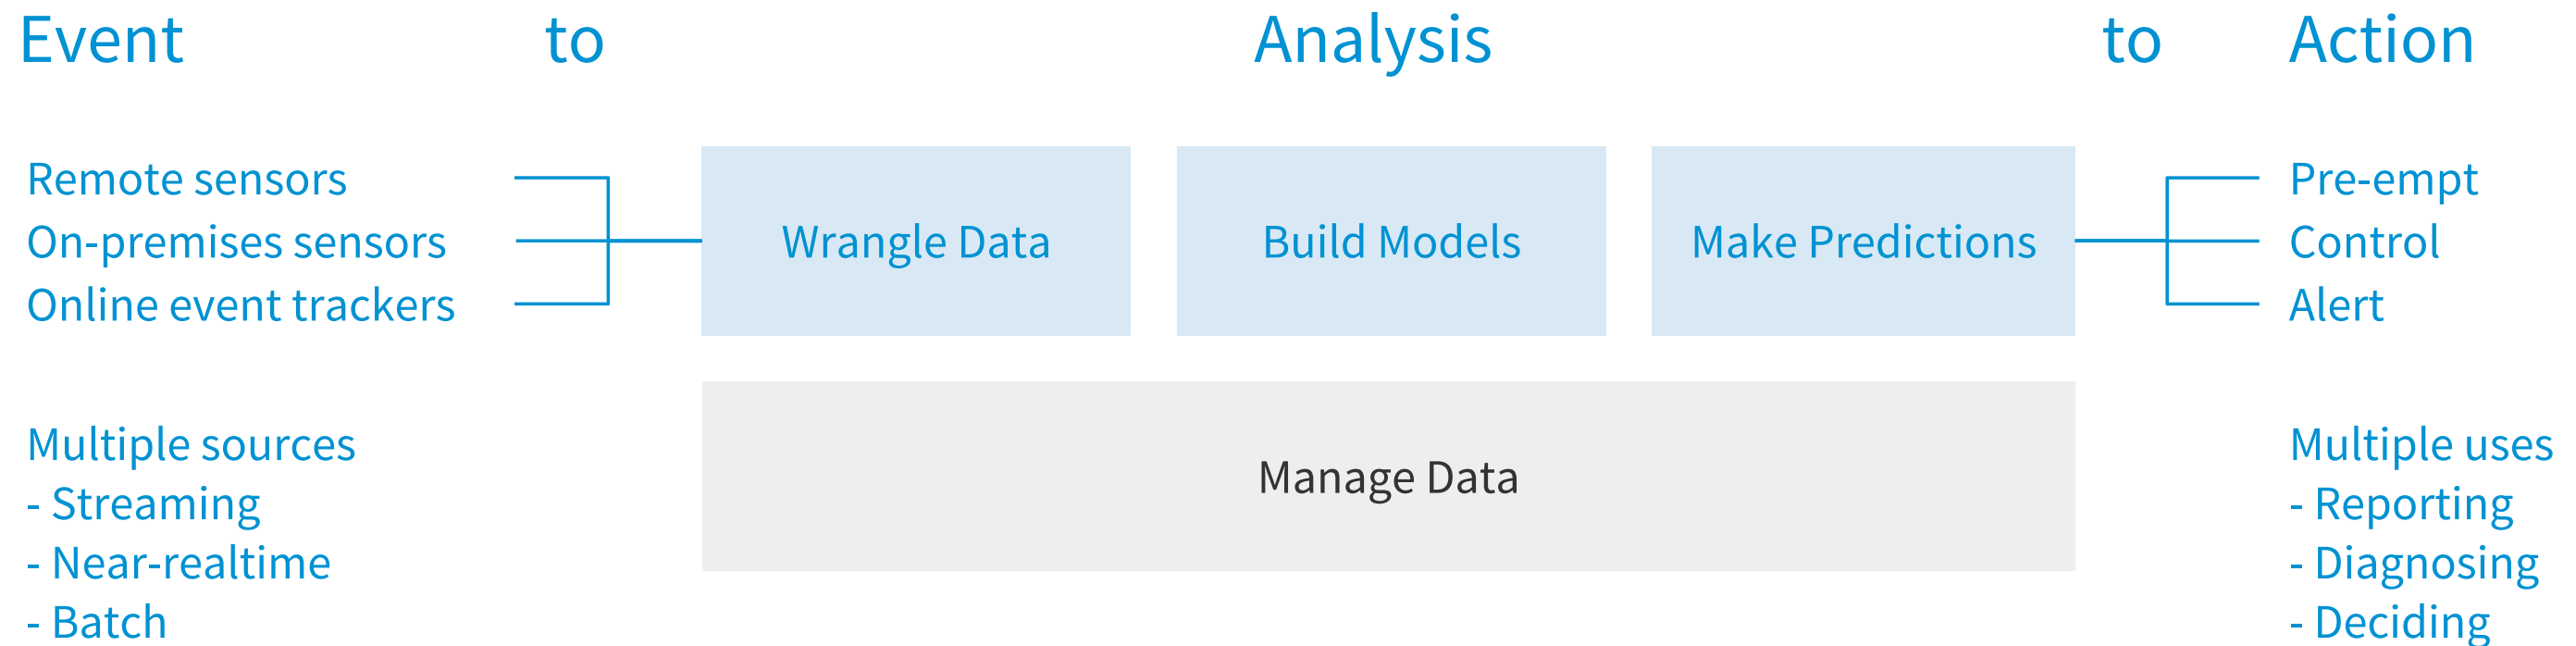 Event to Analysis to Action
Remote sensors
On-premises sensors
Online event trackers
Multiple sources
- Streaming
- Near-realtime
- Batch
Wrangle Data
Build Models
Make Predictions
Manage Data
Pre-empt
Control
Alert
Multiple uses
- Reporting
- Diagnosing
- Deciding